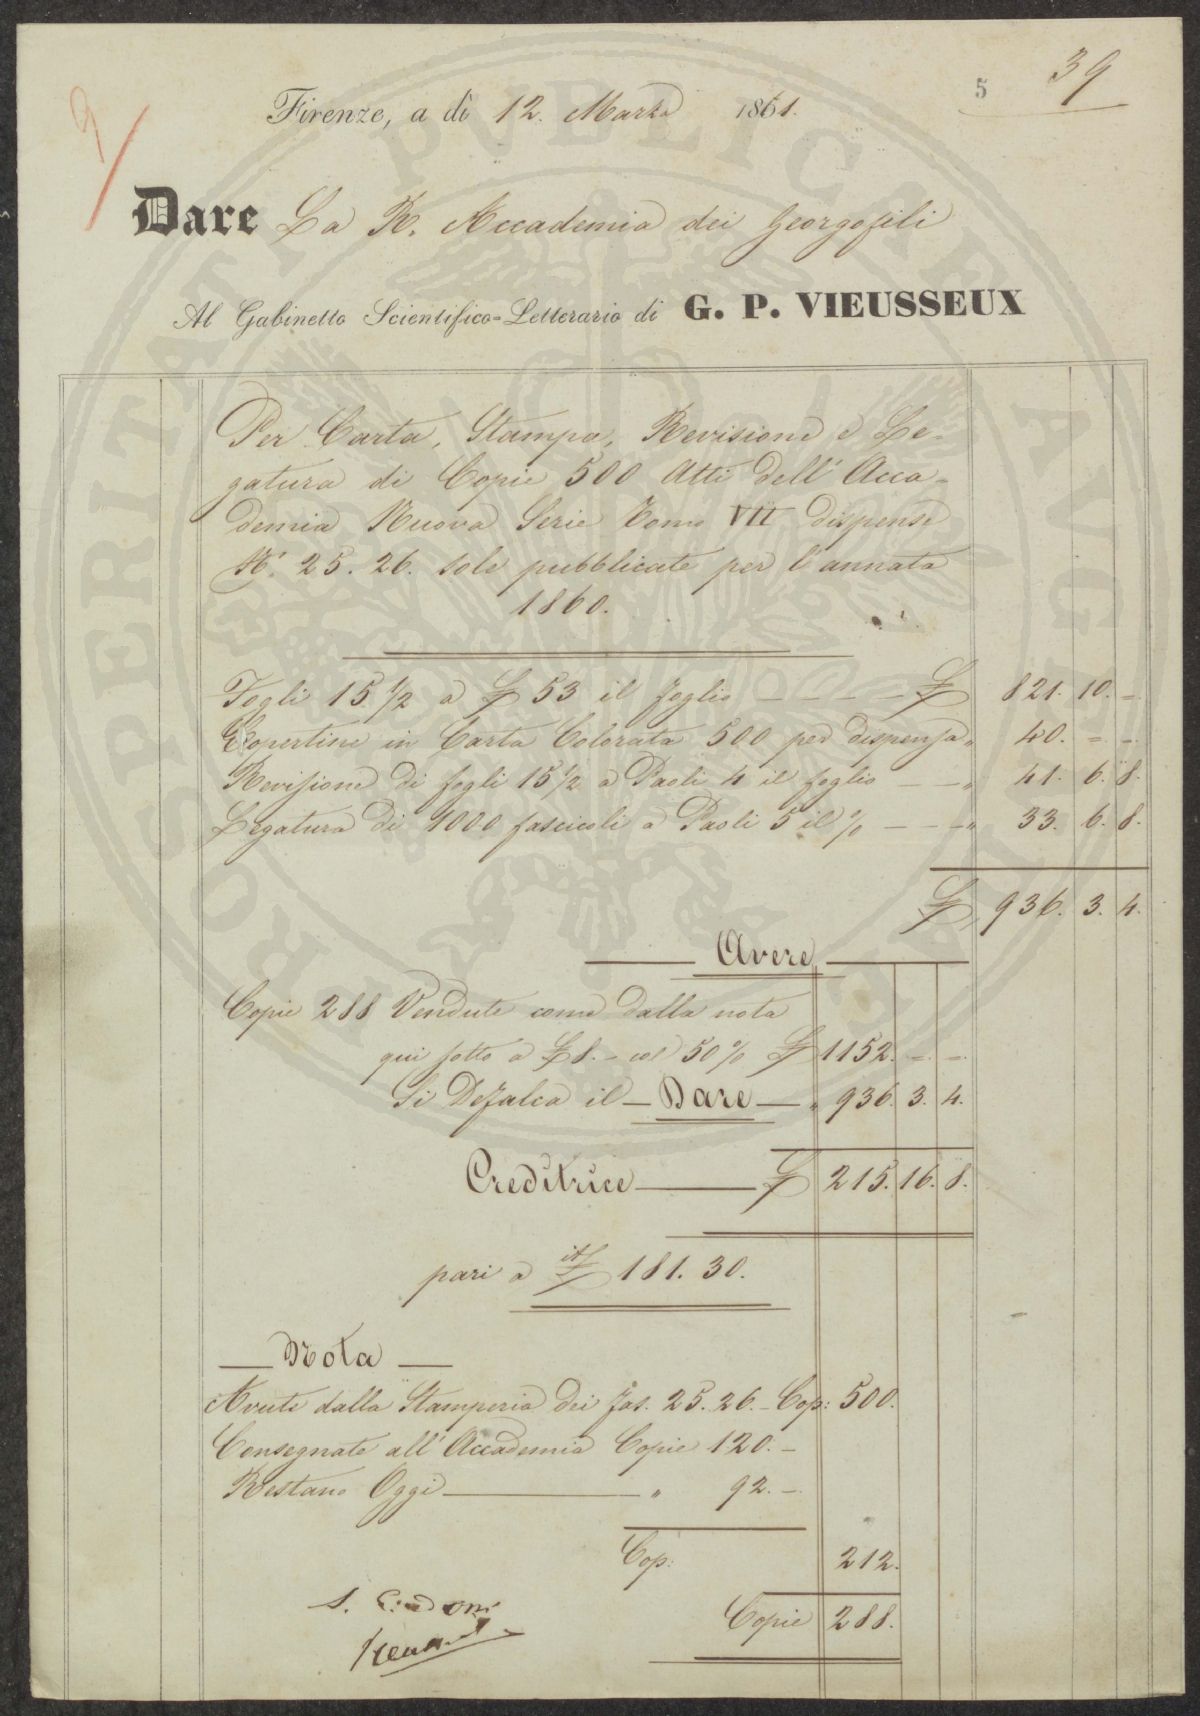 39
5
Firenze, a dì 12. Marzo 1861.
Dare La R. Accademia dei Georgofili
Al Gabinetto Scientifico=Letterario di G. P. VIEUSSEUX
Per Carta, Stampa, Revisione e Le-
gatura di Copie 500 Atti dell'Acca-
demia Nuova Serie Tomo VII dispense
N.i 25. 26. sole pubblicate per l'annata
1860.
Fogli 15.1/2 a £ 53 il foglio — — — — £ 821. 10. –
Copertine in Carta Colorata 500 per dispensa „ 40. = –
Revisione di fogli 15 1/2 a Paoli 4 il foglio — — „ 41. 6. 8.
Legatura di 1000 fascicoli a Paoli 5 il % — — — „ 33. 6. 8.
£ 936. 3. 4.
Avere
Copie 288 Vendute come dalla nota
qui sotto a £ 8. – col 50 % £ 1152. –. –.
Si Defalca il — Dare — „ 936. 3. 4.
Creditrice — £ 215. 16. 8.
pari a it £ 181. 30.
— Nota —
Avute dalla Stamperia dei fas. 25. 26. – Cop: 500.
Consegnate all'Accademia Copie 120. –
Restano Oggi — „ 92. –
Cop: 212.
Copie 288.
PROSPERITATI PVBLICAE AVGENDAE